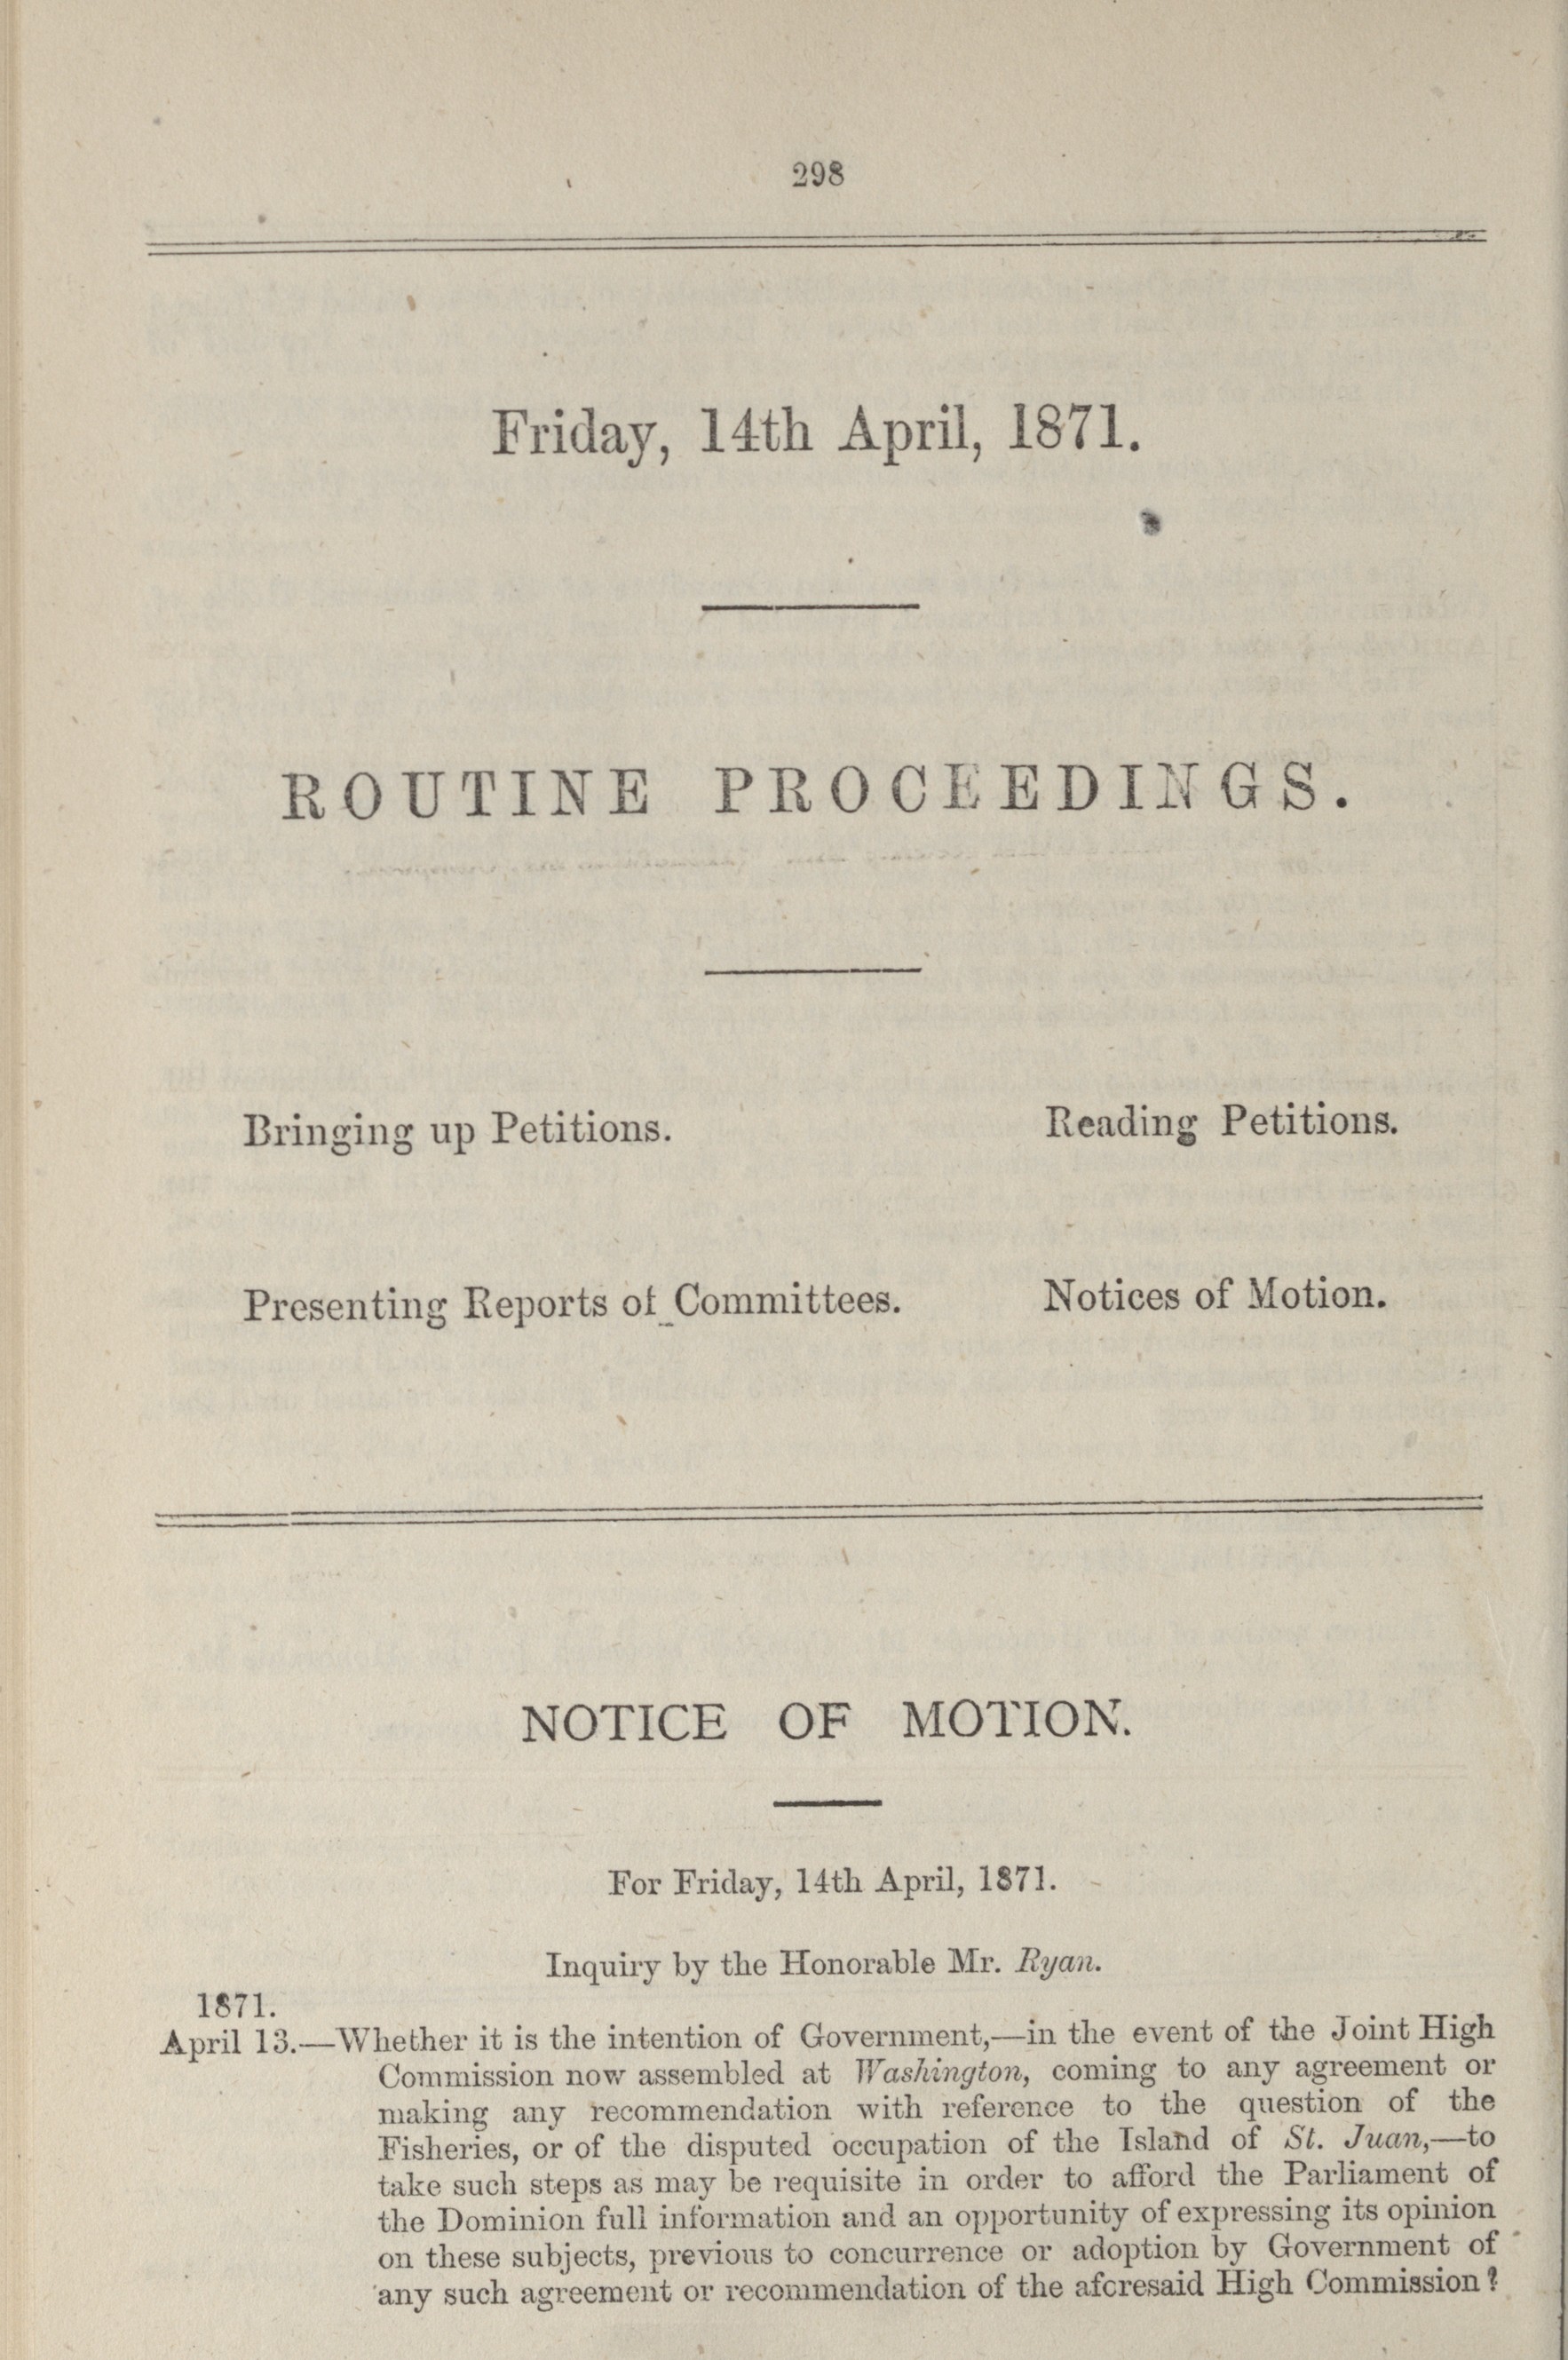 298
Friday, 14th April, 1871.
ROUTINE PROCEEDINGS.
Bringing up Petitions. Reading Petitions.
Presenting Reports of Committees. Notices of Motion.
NOTICE OF MOTION.
For Friday, 14th April, 1871.
Inquiry by the Honorable Mr. Ryan.
1871.
April 13.—Whether it is the intention of Government,—in the event of the Joint High
Commission now assembled at Washington, coming to any agreement or
making any recommendation with reference to the question of the
Fisheries, or of the disputed occupation of the Island of St. Juan,—to
take such steps as may be requisite in order to afford the Parliament of
the Dominion full information and an opportunity of expressing its opinion
on these subjects, previous to concurrence or adoption by Government of
any such agreement or recommendation of the afcresaid High Commission?